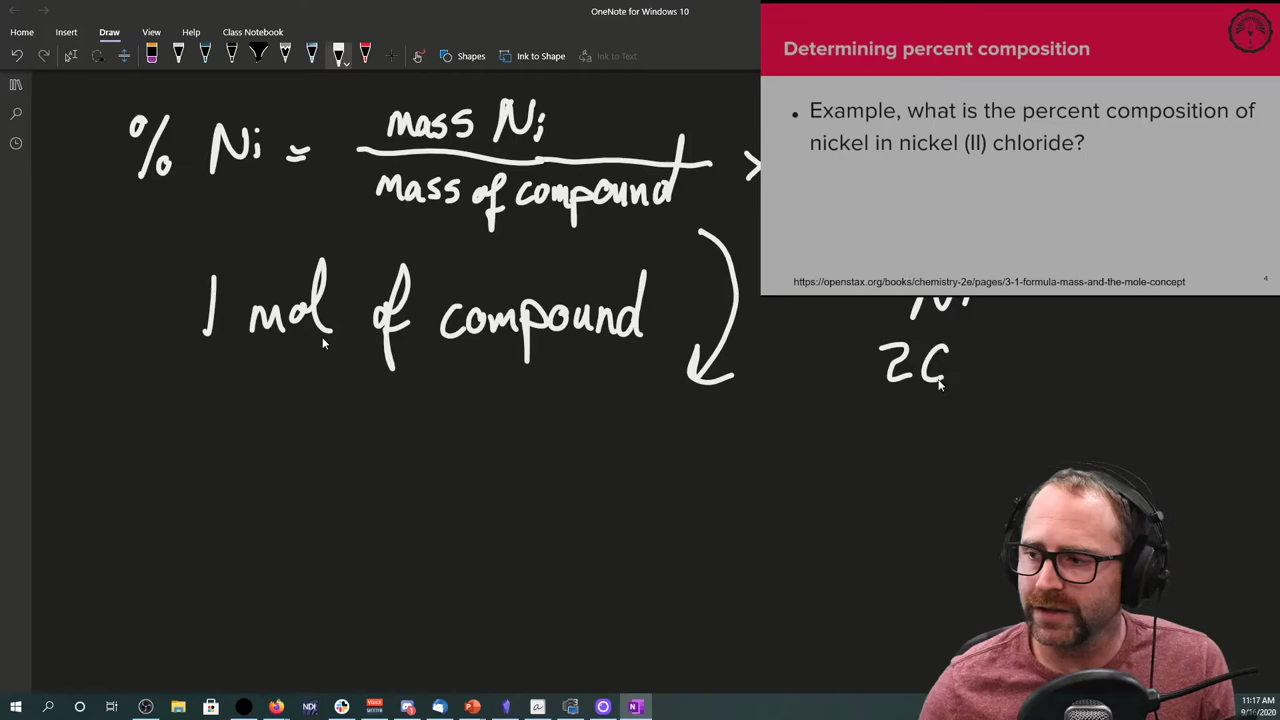 OneNote for Windows 10
Home Insert Draw View Help Class Notebook
Shapes Ink to Shape Ink to Text
Determining percent composition
• Example, what is the percent composition of
nickel in nickel (II) chloride?
https://openstax.org/books/chemistry-2e/pages/3-1-formula-mass-and-the-mole-concept
4
% Ni = mass Ni
mass of compound
1 mol of compound
Ni
2C
11:17 AM